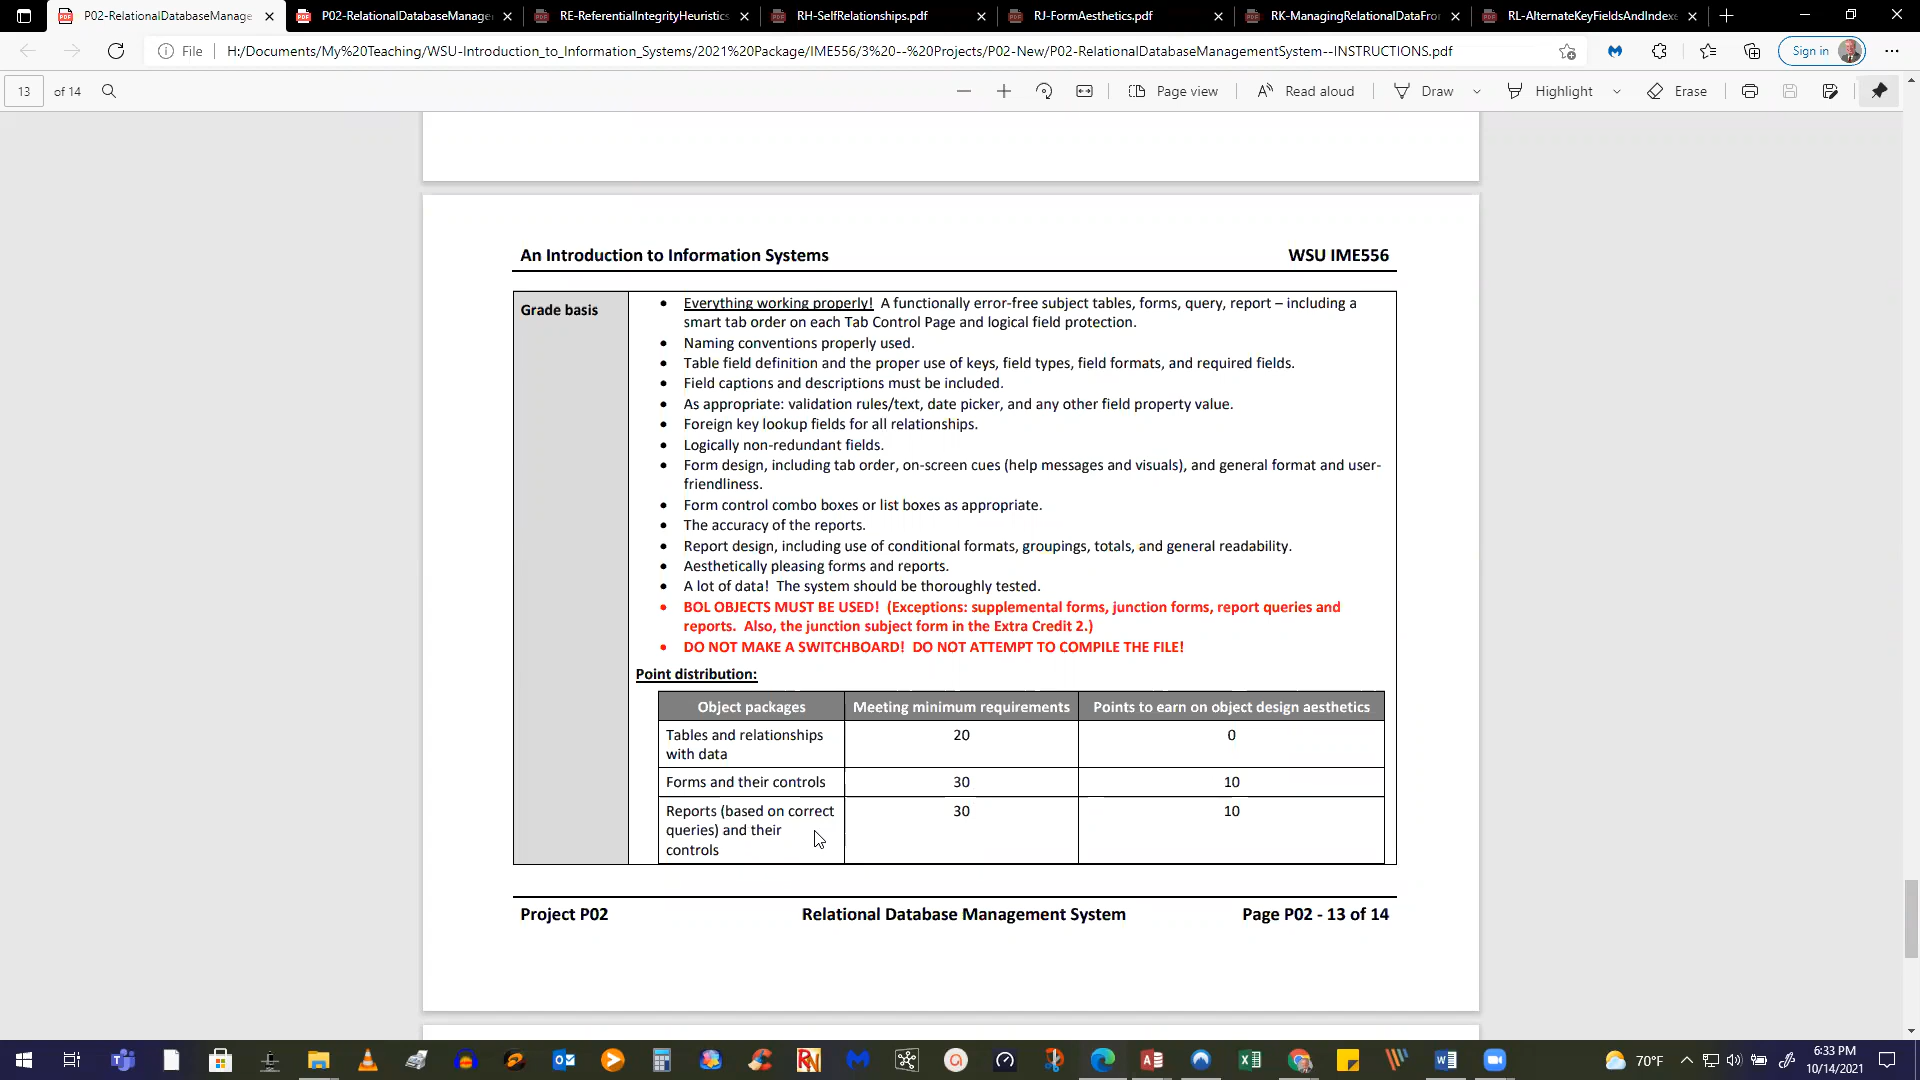 P02-RelationalDatabaseManage
P02-RelationalDatabaseManage
RE-ReferentialIntegrityHeuristics
RH-SelfRelationships.pdf
RJ-FormAesthetics.pdf
RK-ManagingRelationalDataFro
RL-AlternateKeyFieldsAndIndexe
File
H:/Documents/My%20Teaching/WSU-Introduction_to_Information_Systems/2021%20Package/IME556/3%20--%20Projects/P02-New/P02-RelationalDatabaseManagementSystem--INSTRUCTIONS.pdf
Sign in
13 of 14
Page view
Read aloud
Draw
Highlight
Erase
An Introduction to Information Systems WSU IME556
Grade basis
• Everything working properly! A functionally error-free subject tables, forms, query, report – including a
smart tab order on each Tab Control Page and logical field protection.
• Naming conventions properly used.
• Table field definition and the proper use of keys, field types, field formats, and required fields.
• Field captions and descriptions must be included.
• As appropriate: validation rules/text, date picker, and any other field property value.
• Foreign key lookup fields for all relationships.
• Logically non-redundant fields.
• Form design, including tab order, on-screen cues (help messages and visuals), and general format and user-
friendliness.
• Form control combo boxes or list boxes as appropriate.
• The accuracy of the reports.
• Report design, including use of conditional formats, groupings, totals, and general readability.
• Aesthetically pleasing forms and reports.
• A lot of data! The system should be thoroughly tested.
• BOL OBJECTS MUST BE USED! (Exceptions: supplemental forms, junction forms, report queries and
reports. Also, the junction subject form in the Extra Credit 2.)
• DO NOT MAKE A SWITCHBOARD! DO NOT ATTEMPT TO COMPILE THE FILE!
Point distribution:
Object packages Meeting minimum requirements Points to earn on object design aesthetics
Tables and relationships
with data 20 0
Forms and their controls 30 10
Reports (based on correct
queries) and their
controls 30 10
Project P02 Relational Database Management System Page P02 - 13 of 14
70°F
6:33 PM
10/14/2021